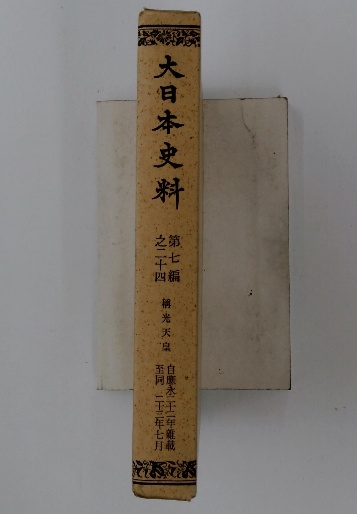 大日本史料
第七編
之二十四
稱光天皇
自應永二十二年雜載
至同 二十三年七月